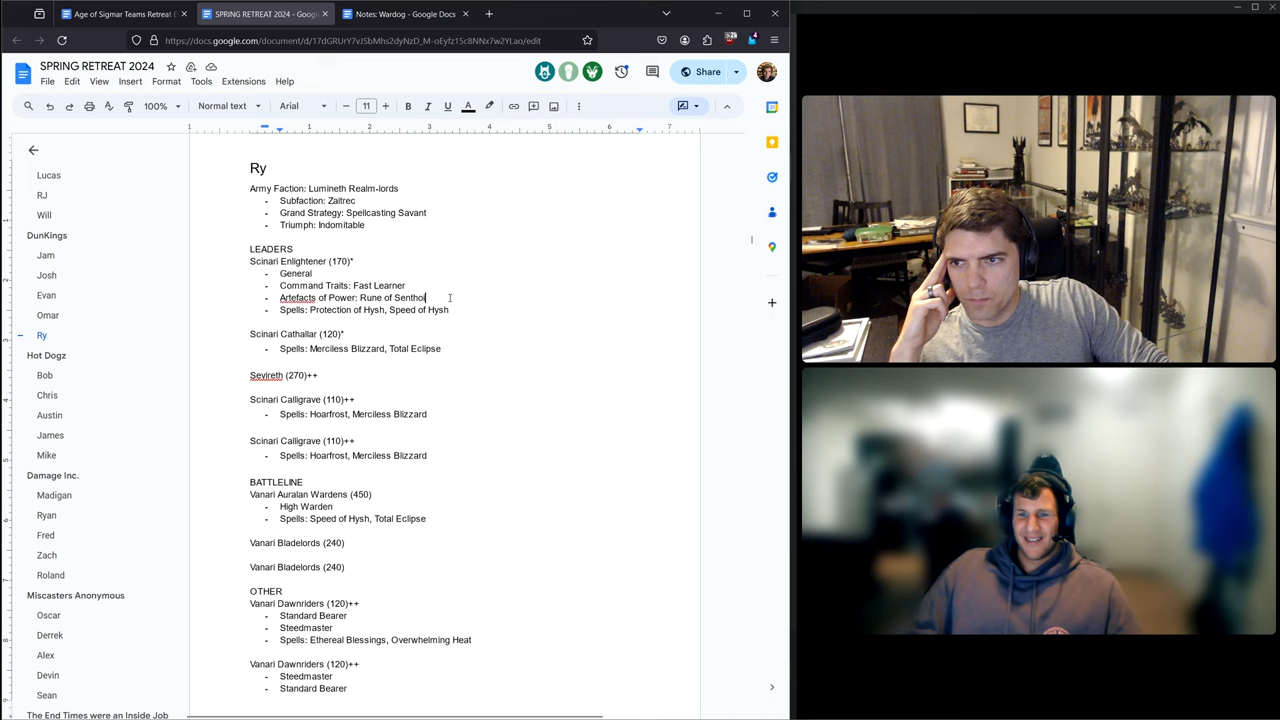 Age of Sigmar Teams Retreat E
SPRING RETREAT 2024 - Googl
Notes: Wardog - Google Docs
https://docs.google.com/document/d/17dGRUrY7vJSbMhs2dyNzD_M-oEyfz15c8NNx7w2YLao/edit
SPRING RETREAT 2024
File Edit View Insert Format Tools Extensions Help
Share
100% Normal text Arial 11
1 1 2 3 4 5 6 7
Lucas
RJ
Will
DunKings
Jam
Josh
Evan
Omar
Ry
Hot Dogz
Bob
Chris
Austin
James
Mike
Damage Inc.
Madigan
Ryan
Fred
Zach
Roland
Miscasters Anonymous
Oscar
Derrek
Alex
Devin
Sean
The End Times were an Inside Job
Ry
Army Faction: Lumineth Realm-lords
- Subfaction: Zaitrec
- Grand Strategy: Spellcasting Savant
- Triumph: Indomitable
LEADERS
Scinari Enlightener (170)*
- General
- Command Traits: Fast Learner
- Artefacts of Power: Rune of Senthoi
- Spells: Protection of Hysh, Speed of Hysh
Scinari Cathallar (120)*
- Spells: Merciless Blizzard, Total Eclipse
Sevireth (270)++
Scinari Calligrave (110)++
- Spells: Hoarfrost, Merciless Blizzard
Scinari Calligrave (110)++
- Spells: Hoarfrost, Merciless Blizzard
BATTLELINE
Vanari Auralan Wardens (450)
- High Warden
- Spells: Speed of Hysh, Total Eclipse
Vanari Bladelords (240)
Vanari Bladelords (240)
OTHER
Vanari Dawnriders (120)++
- Standard Bearer
- Steedmaster
- Spells: Ethereal Blessings, Overwhelming Heat
Vanari Dawnriders (120)++
- Steedmaster
- Standard Bearer